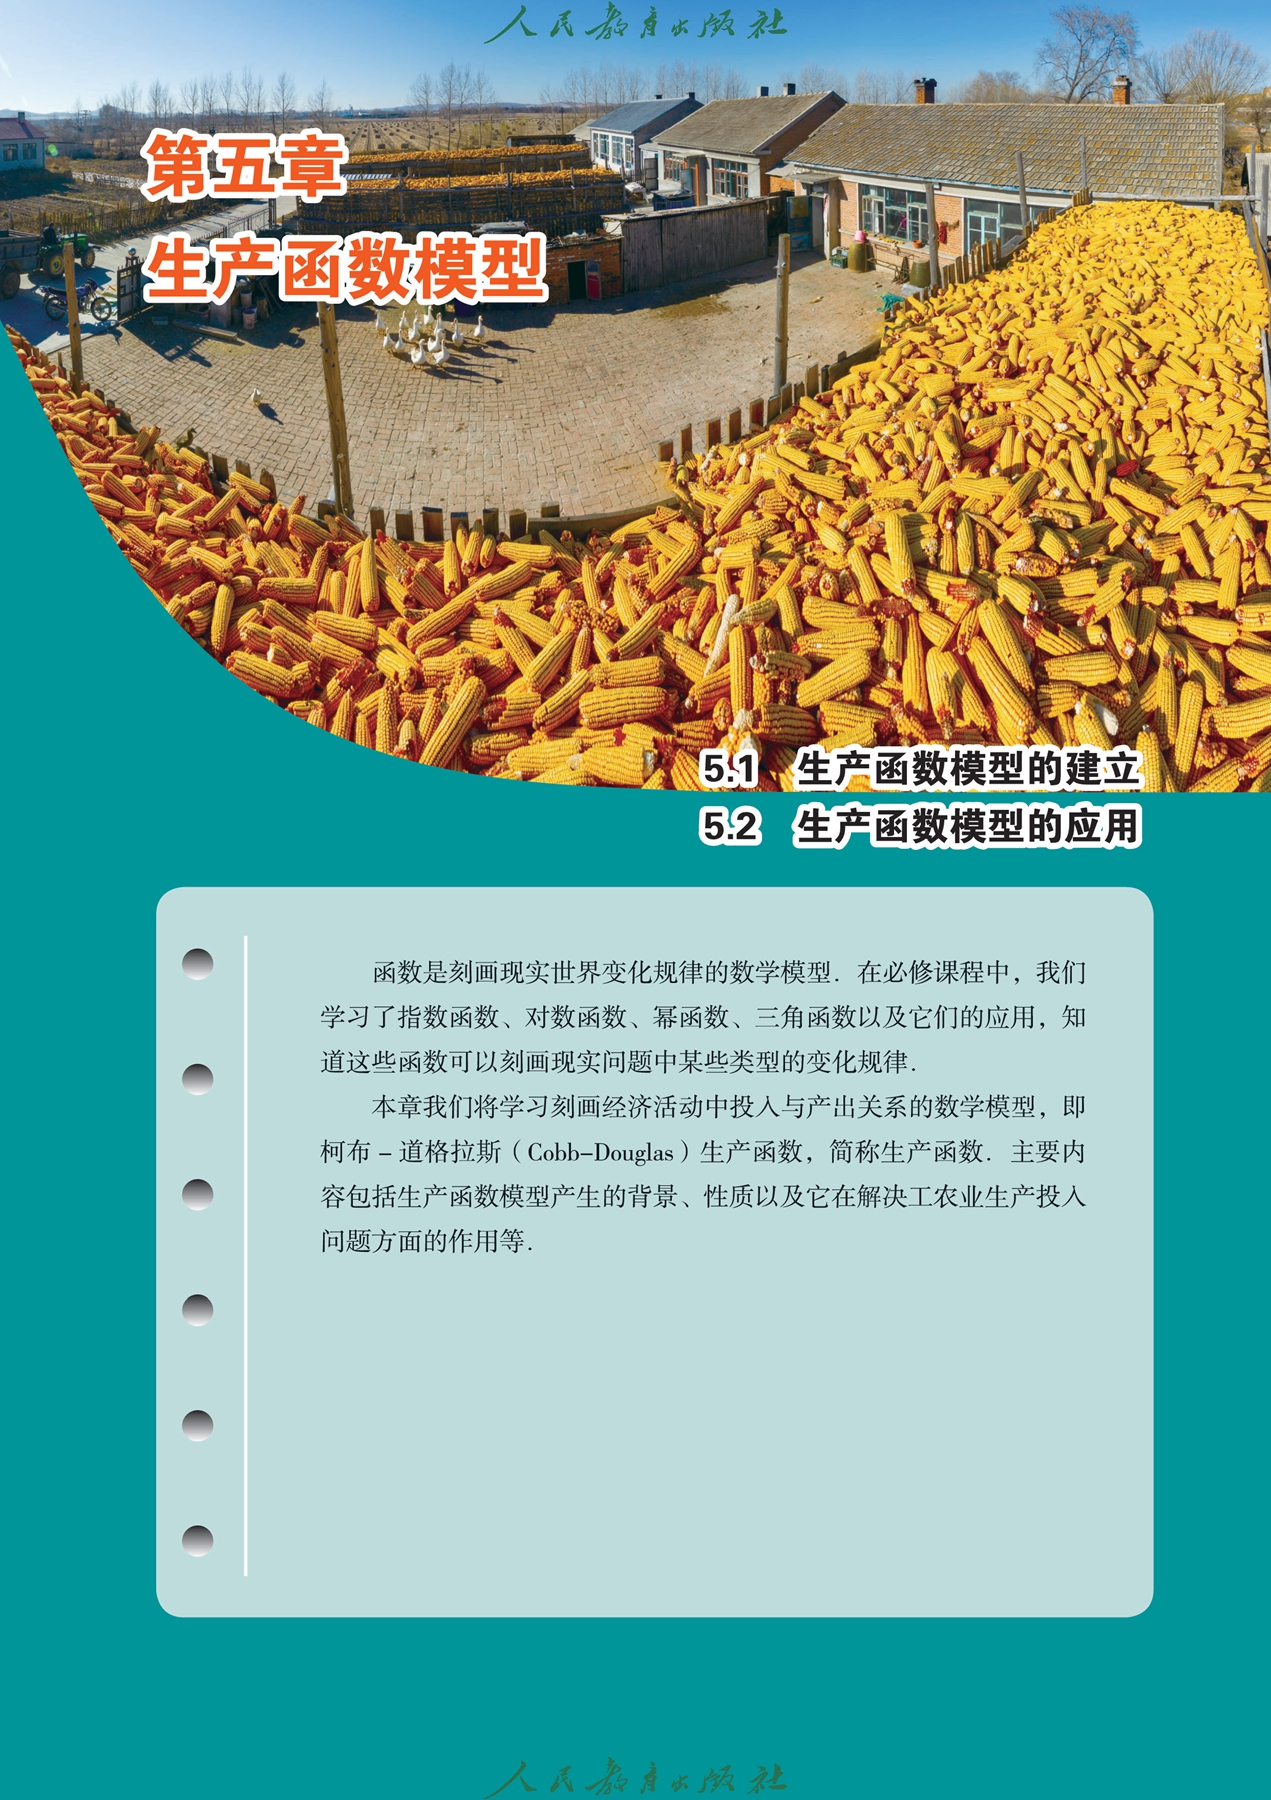 人民教育出版社
第五章
生产函数模型
5.1 生产函数模型的建立
5.2 生产函数模型的应用
函数是刻画现实世界变化规律的数学模型．在必修课程中，我们
学习了指数函数、对数函数、幂函数、三角函数以及它们的应用，知
道这些函数可以刻画现实问题中某些类型的变化规律．
本章我们将学习刻画经济活动中投入与产出关系的数学模型，即
柯布－道格拉斯（Cobb–Douglas）生产函数，简称生产函数．主要内
容包括生产函数模型产生的背景、性质以及它在解决工农业生产投入
问题方面的作用等．
人民教育出版社